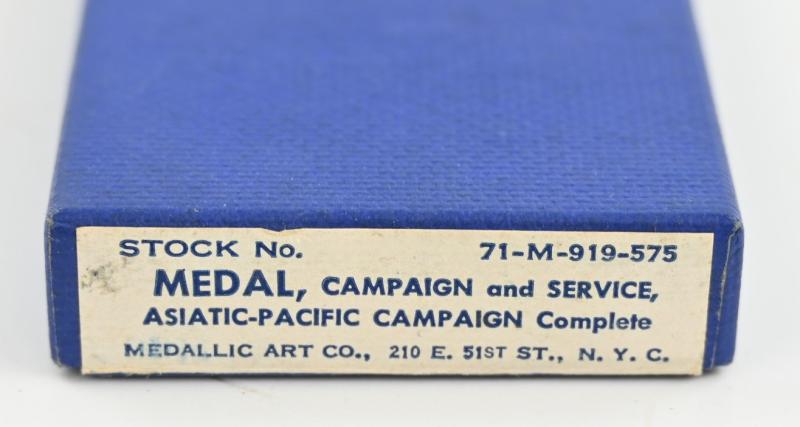 STOCK No. 71-M-919-575
MEDAL, CAMPAIGN and SERVICE,
ASIATIC-PACIFIC CAMPAIGN Complete
MEDALLIC ART CO., 210 E. 51ST ST., N. Y. C.